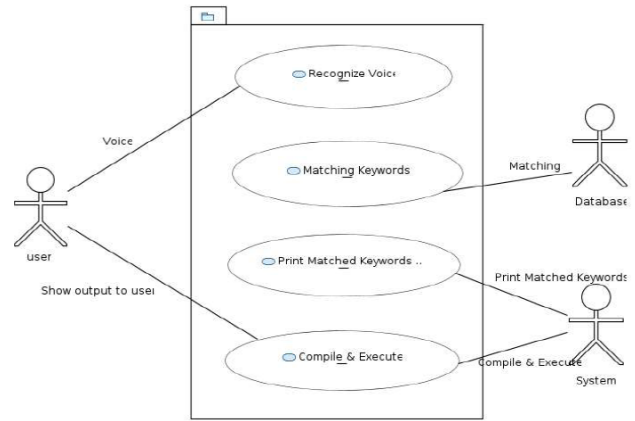 Recognize Voice
Voice
Matching Keywords
Matching
Database
user
Print Matched Keywords ..
Print Matched Keywords
Show output to user
Compile & Execute
Compile & Execute
System